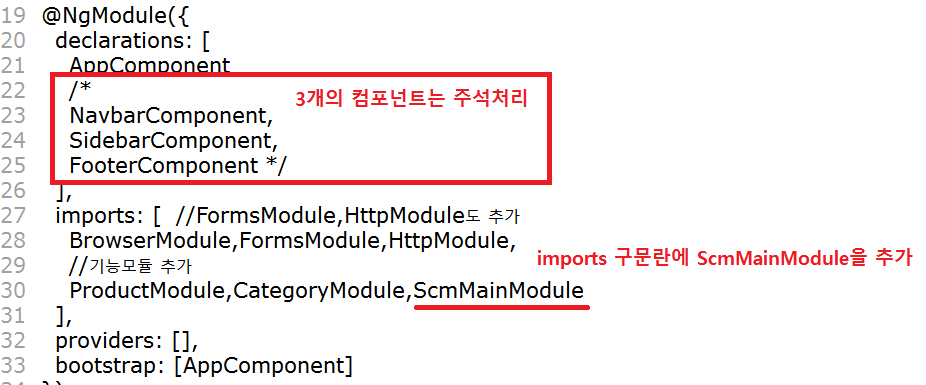 19 @NgModule({
20 declarations: [
21 AppComponent
22 /*
3개의 컴포넌트는 주석처리
23 NavbarComponent,
24 SidebarComponent,
25 FooterComponent */
26 ],
27 imports: [ //FormsModule,HttpModule도 추가
28 BrowserModule,FormsModule,HttpModule,
imports 구문란에 ScmMainModule을 추가
29 //기능모듈 추가
30 ProductModule,CategoryModule,ScmMainModule
31 ],
32 providers: [],
33 bootstrap: [AppComponent]
})